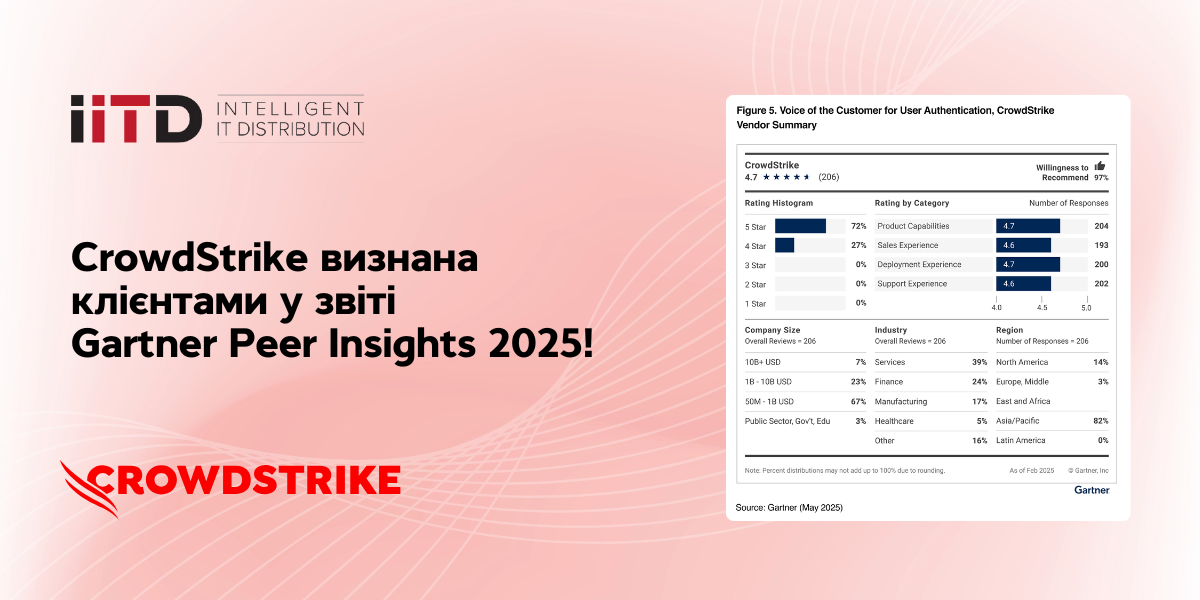 iiTD
INTELLIGENT
IT DISTRIBUTION
CrowdStrike визнана
клієнтами у звіті
Gartner Peer Insights 2025!
CROWDSTRIKE
Figure 5. Voice of the Customer for User Authentication, CrowdStrike
Vendor Summary
CrowdStrike
4.7 ★ ★ ★ ★ ★ (206)
Willingness to
Recommend 97%
Rating Histogram
5 Star 72%
4 Star 27%
3 Star 0%
2 Star 0%
1 Star 0%
Rating by Category Number of Responses
Product Capabilities 4.7 204
Sales Experience 4.6 193
Deployment Experience 4.7 200
Support Experience 4.6 202
4.0 4.5 5.0
Company Size
Overall Reviews = 206
10B+ USD 7%
1B - 10B USD 23%
50M - 1B USD 67%
Public Sector, Gov't, Edu 3%
Industry
Overall Reviews = 206
Services 39%
Finance 24%
Manufacturing 17%
Healthcare 5%
Other 16%
Region
Number of Responses = 206
North America 14%
Europe, Middle 3%
East and Africa
Asia/Pacific 82%
Latin America 0%
Note: Percent distributions may not add up to 100% due to rounding. As of Feb 2025 © Gartner, Inc
Gartner
Source: Gartner (May 2025)